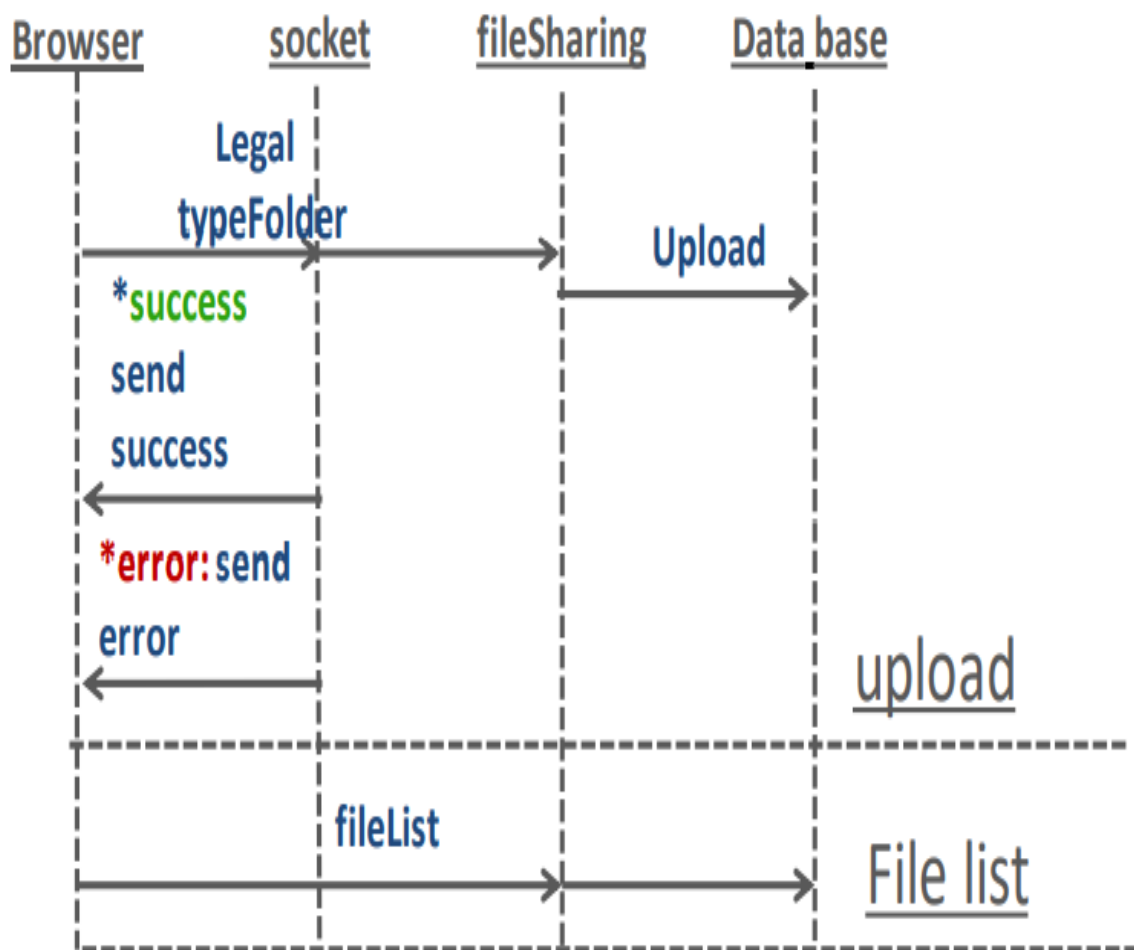 Browser socket fileSharing Data base
Legal
typeFolder
Upload
*success
send
success
*error: send
error
upload
fileList
File list